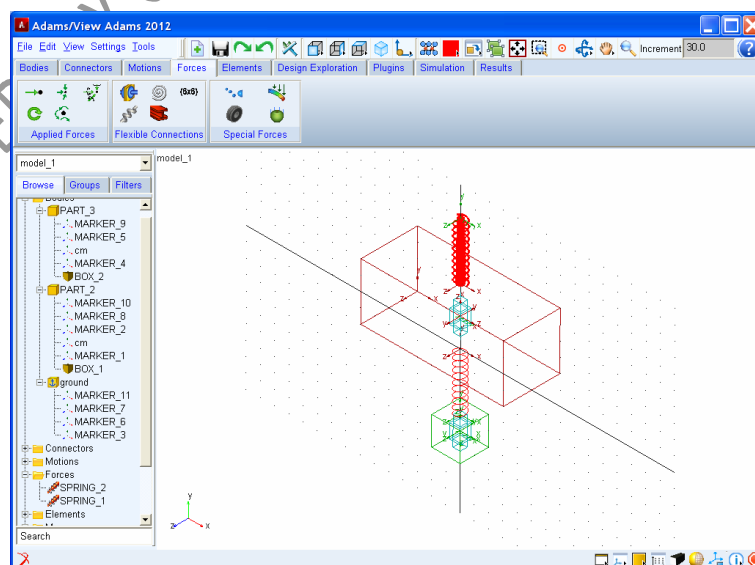 Adams/View Adams 2012
File Edit View Settings Tools
Increment 30.0
Bodies Connectors Motions Forces Elements Design Exploration Plugins Simulation Results
{6x6}
Applied Forces Flexible Connections Special Forces
model_1
model_1
Browse Groups Filters
Bodies
PART_3
MARKER_9
MARKER_5
cm
MARKER_4
BOX_2
PART_2
MARKER_10
MARKER_8
MARKER_2
cm
MARKER_1
BOX_1
ground
MARKER_11
MARKER_7
MARKER_6
MARKER_3
Connectors
Motions
Forces
SPRING_2
SPRING_1
Elements
Search
y
z x